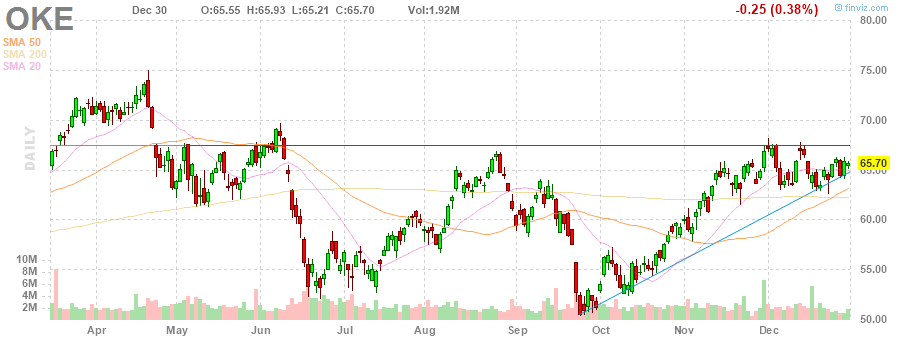 OKE Dec 30 O:65.55 H:65.93 L:65.21 C:65.70 Vol:1.92M -0.25 (0.38%) @ finviz.com
SMA 50
SMA 200
SMA 20
DAILY
80.00
75.00
70.00
65.70
65.00
60.00
55.00
50.00
10M
8M
6M
4M
2M
Apr May Jun Jul Aug Sep Oct Nov Dec